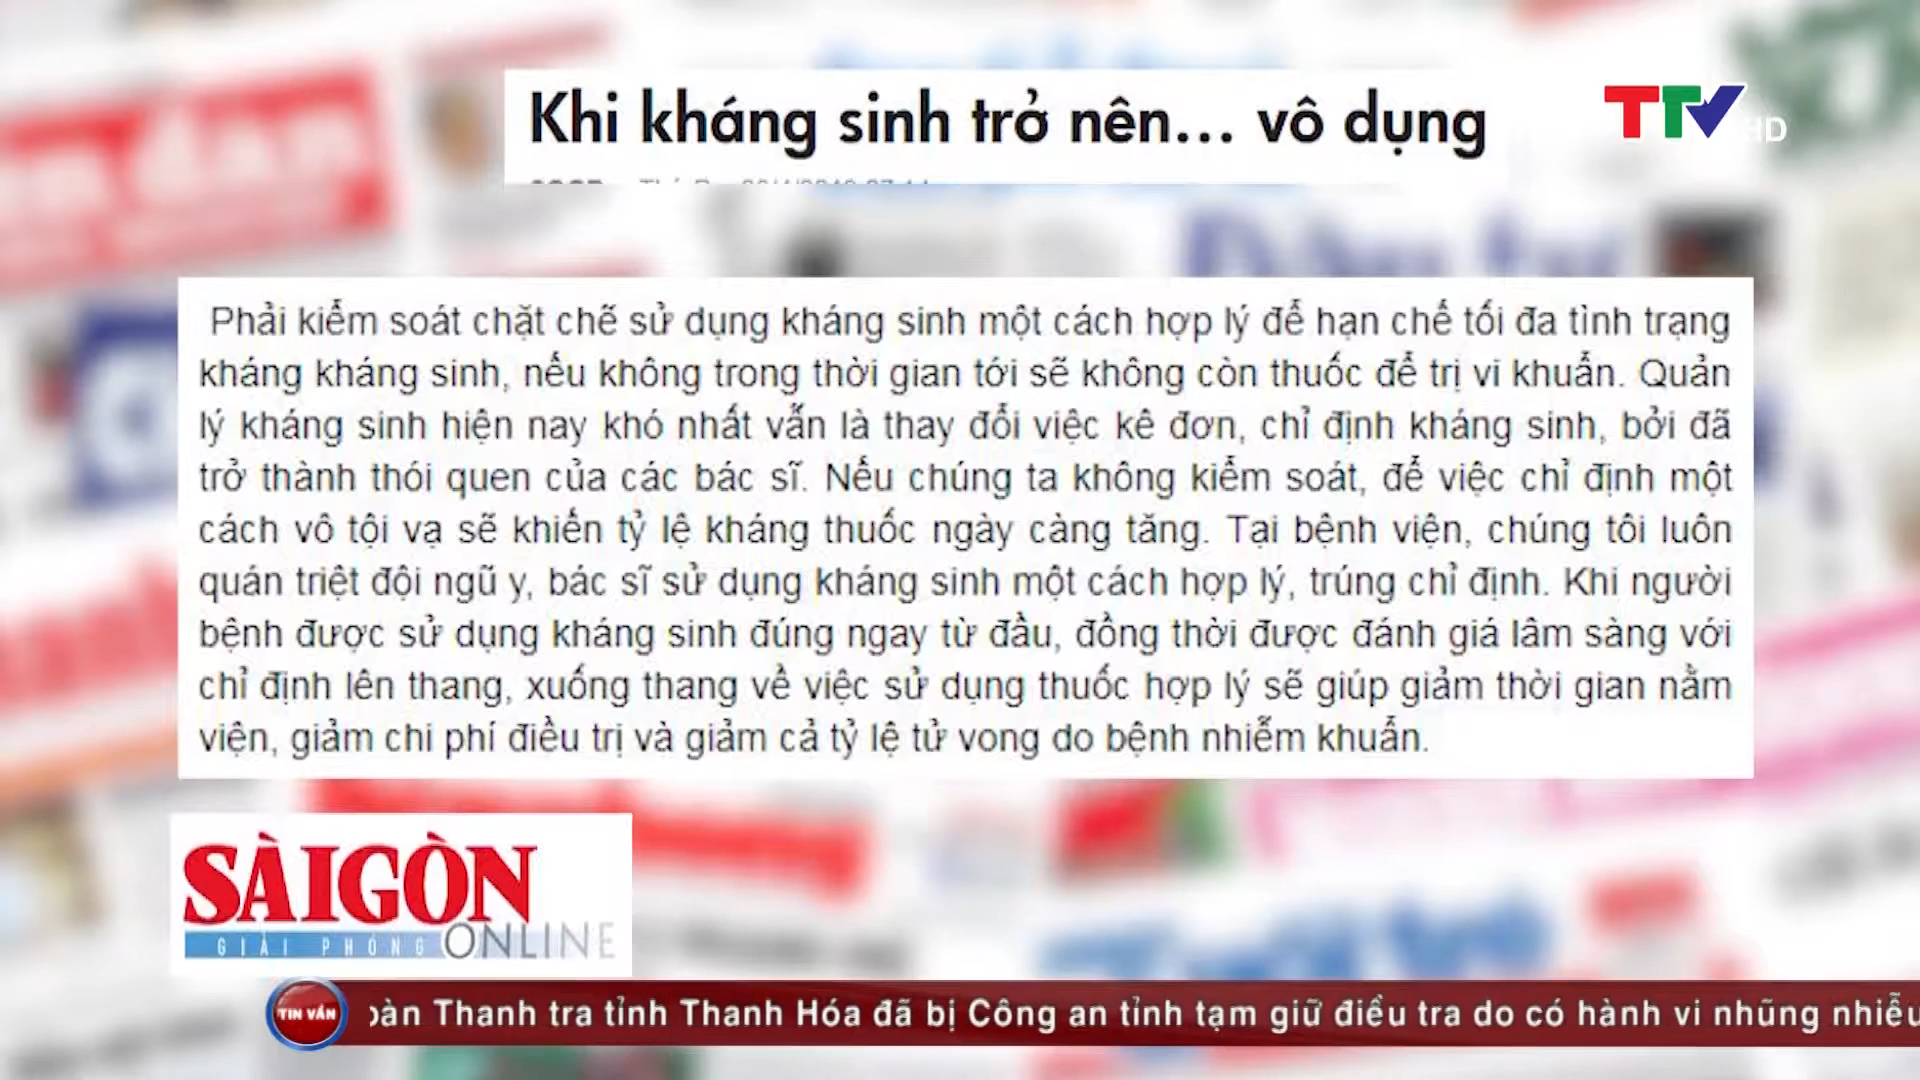 Khi kháng sinh trở nên... vô dụng
TTV HD
Phải kiểm soát chặt chẽ sử dụng kháng sinh một cách hợp lý để hạn chế tối đa tình trạng
kháng kháng sinh, nếu không trong thời gian tới sẽ không còn thuốc để trị vi khuẩn. Quản
lý kháng sinh hiện nay khó nhất vẫn là thay đổi việc kê đơn, chỉ định kháng sinh, bởi đã
trở thành thói quen của các bác sĩ. Nếu chúng ta không kiểm soát, để việc chỉ định một
cách vô tội vạ sẽ khiến tỷ lệ kháng thuốc ngày càng tăng. Tại bệnh viện, chúng tôi luôn
quán triệt đội ngũ y, bác sĩ sử dụng kháng sinh một cách hợp lý, trúng chỉ định. Khi người
bệnh được sử dụng kháng sinh đúng ngay từ đầu, đồng thời được đánh giá lâm sàng với
chỉ định lên thang, xuống thang về việc sử dụng thuốc hợp lý sẽ giúp giảm thời gian nằm
viện, giảm chi phí điều trị và giảm cả tỷ lệ tử vong do bệnh nhiễm khuẩn.
SÀIGÒN
GIẢI PHÓNG ONLINE
TIN VẮN
Thanh tra tỉnh Thanh Hóa đã bị Công an tỉnh tạm giữ điều tra do có hành vi nhũng nhiễu